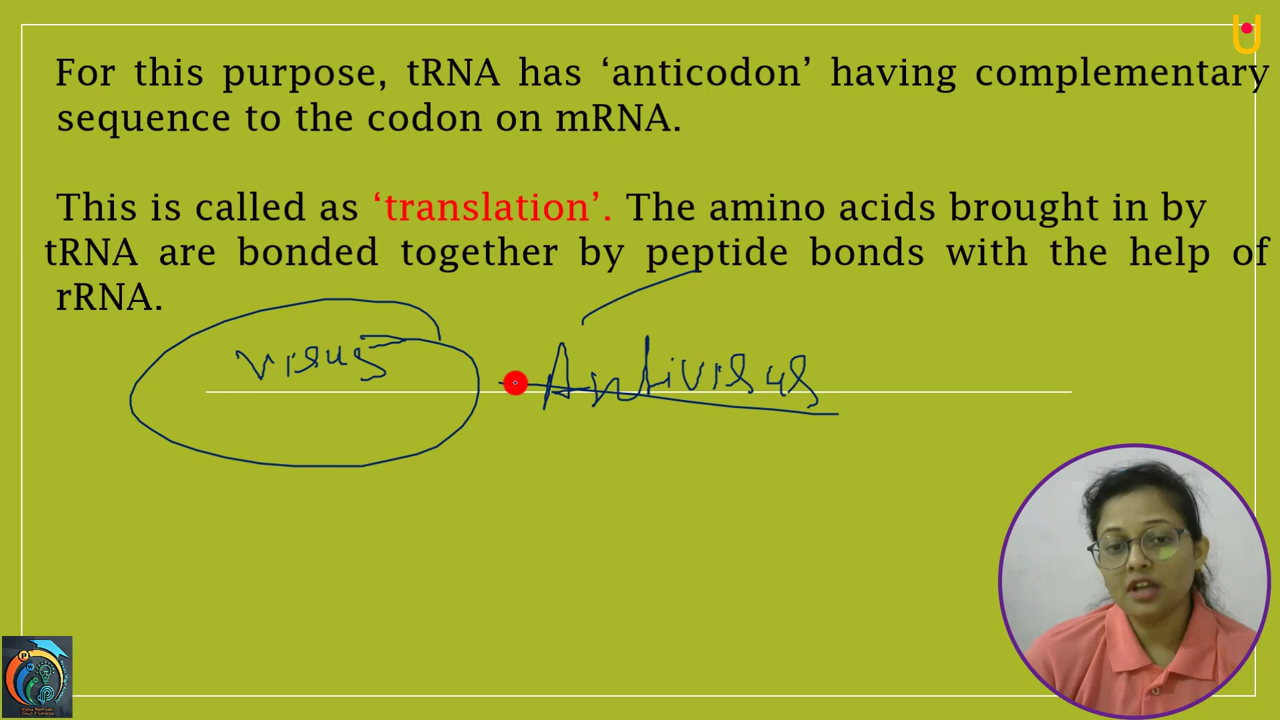 For this purpose, tRNA has ‘anticodon’ having complementary
sequence to the codon on mRNA.
This is called as ‘translation’. The amino acids brought in by
tRNA are bonded together by peptide bonds with the help of
rRNA.
virus Antivirus